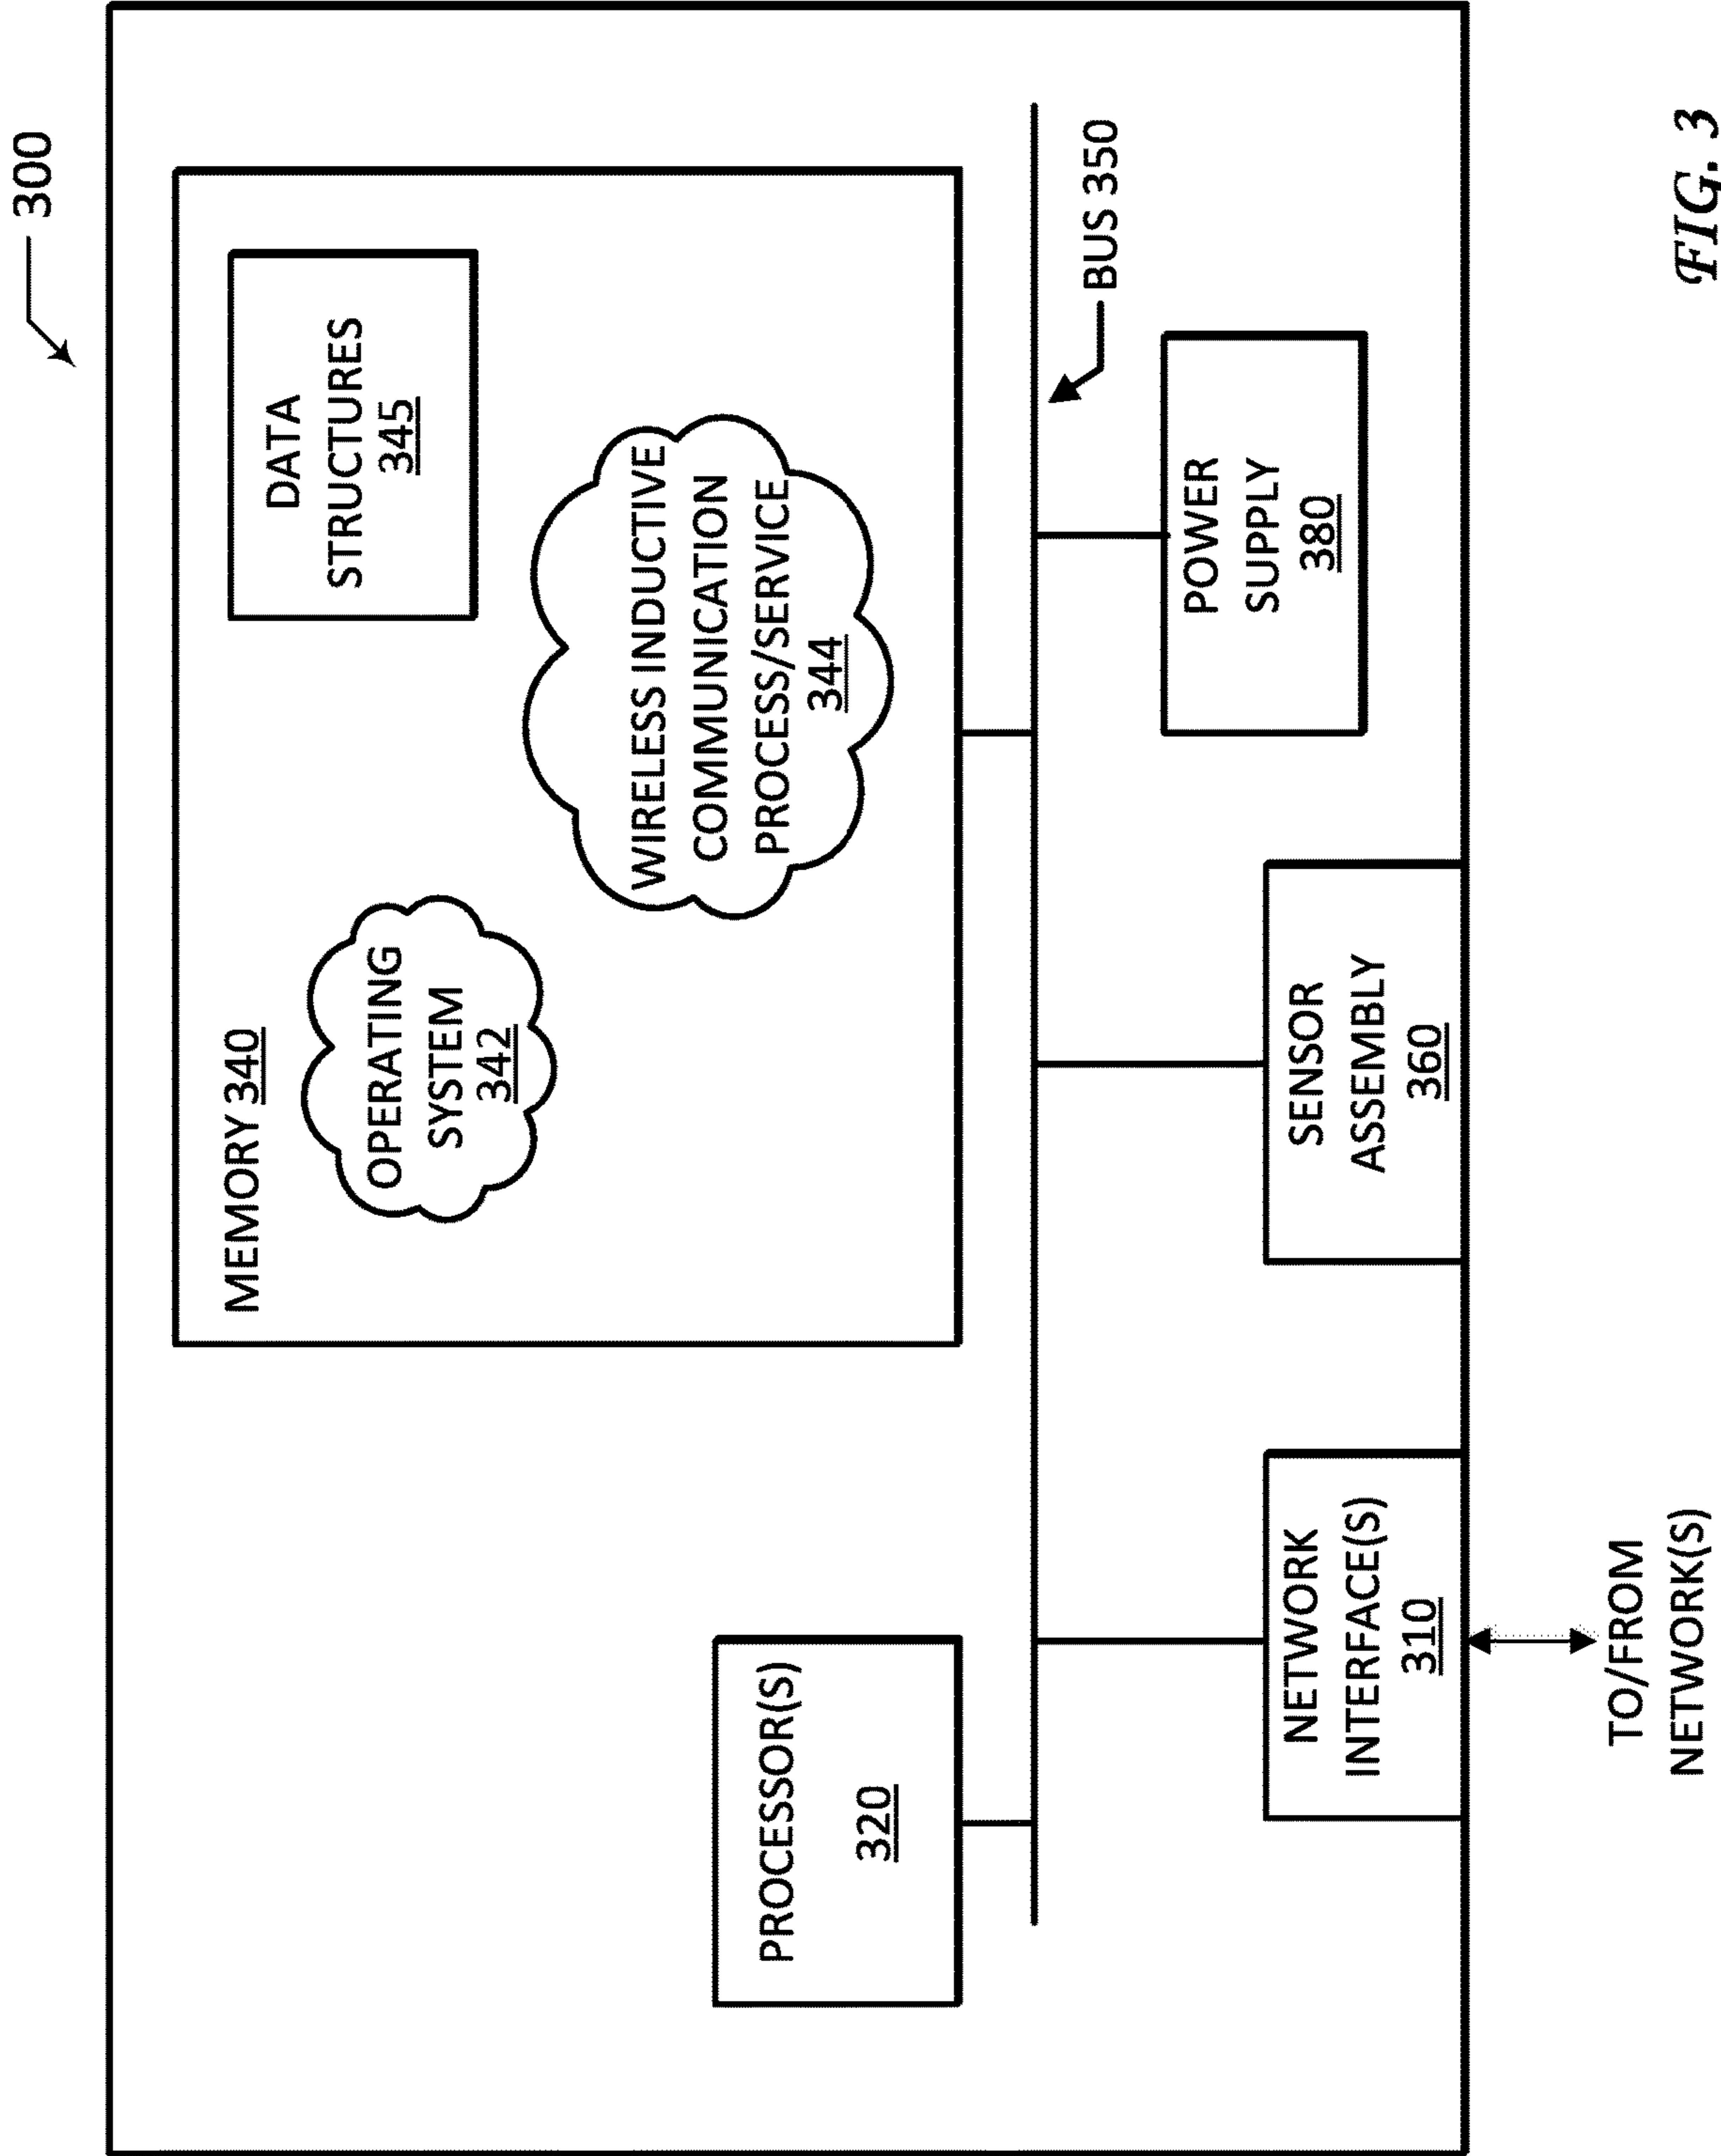 300
MEMORY 340
DATA
STRUCTURES
345
OPERATING
SYSTEM
342
WIRELESS INDUCTIVE
COMMUNICATION
PROCESS/SERVICE
344
PROCESSOR(S)
320
BUS 350
NETWORK
INTERFACE(S)
310
SENSOR
ASSEMBLY
360
POWER
SUPPLY
380
TO/FROM
NETWORK(S)
FIG. 3